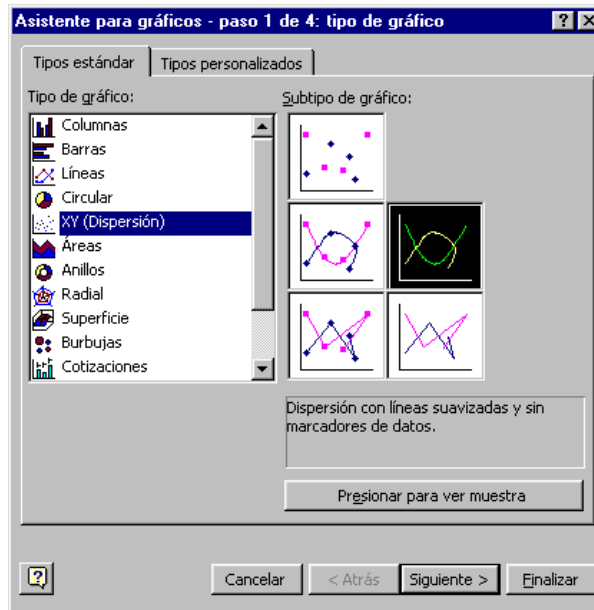 Asistente para gráficos - paso 1 de 4: tipo de gráfico
Tipos estándar
Tipos personalizados
Tipo de gráfico:
Columnas
Barras
Líneas
Circular
XY (Dispersión)
Áreas
Anillos
Radial
Superficie
Burbujas
Cotizaciones
Subtipo de gráfico:
Dispersión con líneas suavizadas y sin
marcadores de datos.
Presionar para ver muestra
Cancelar
< Atrás
Siguiente >
Finalizar